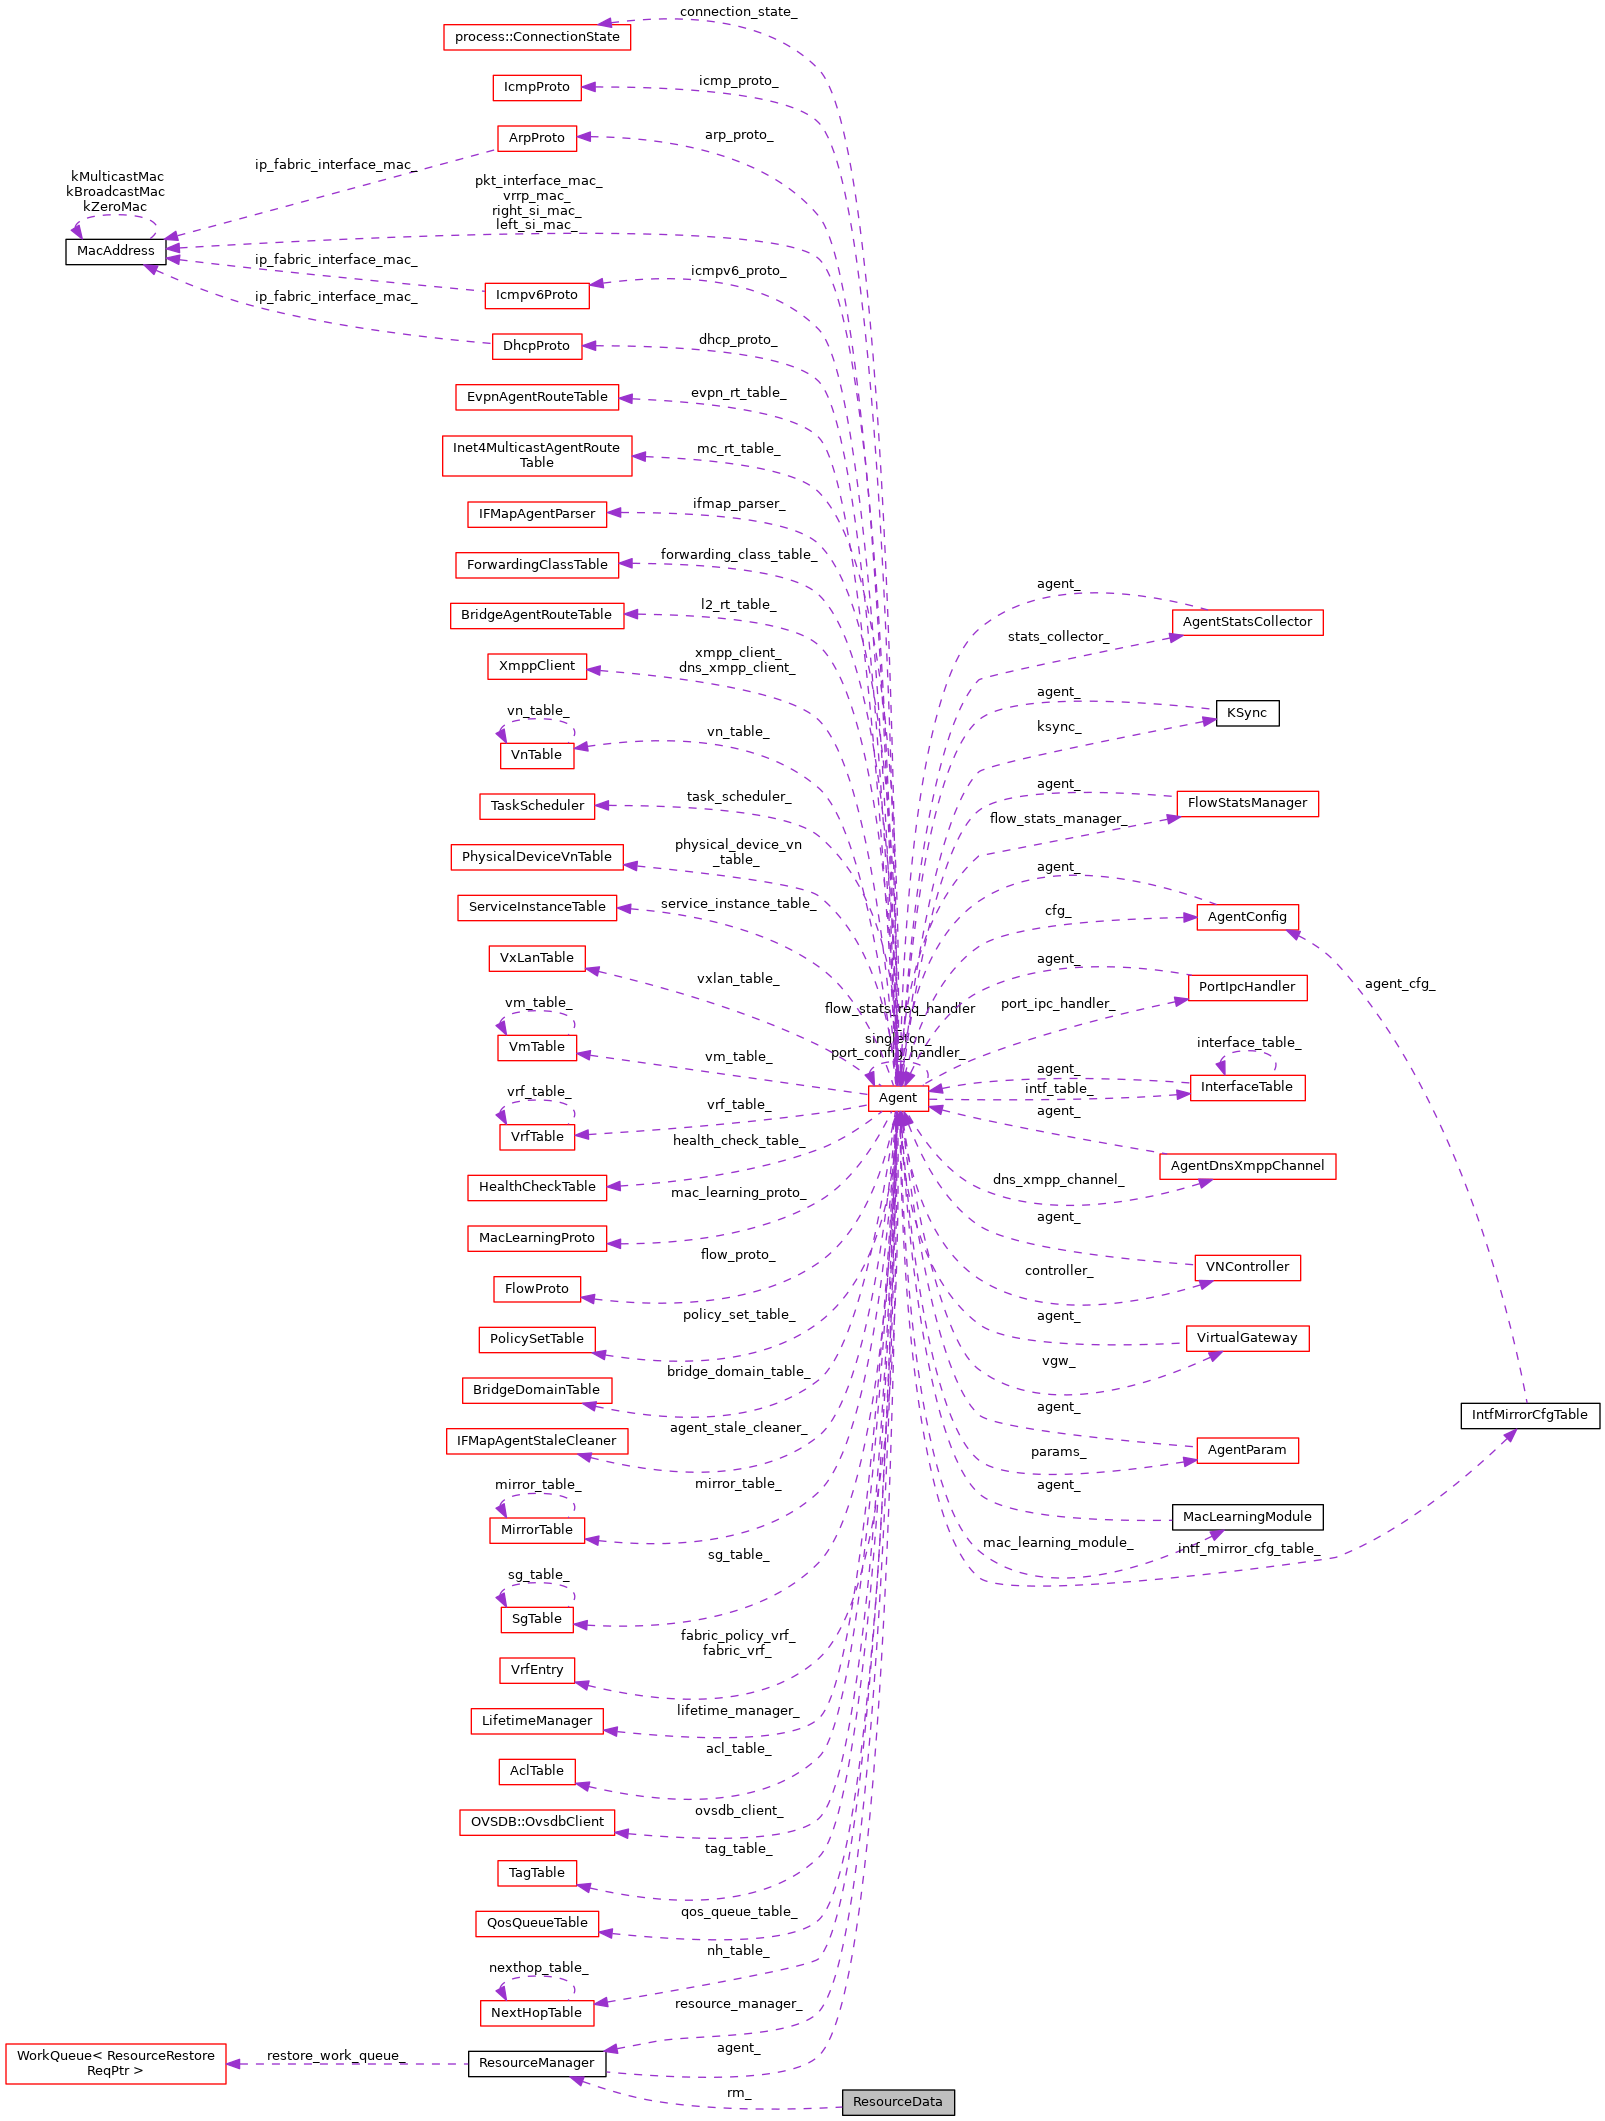 connection_state_
process::ConnectionState
icmp_proto_
IcmpProto
arp_proto_
ArpProto
ip_fabric_interface_mac_
kMulticastMac
kBroadcastMac
kZeroMac
pkt_interface_mac_
vrrp_mac_
right_si_mac_
left_si_mac_
MacAddress
ip_fabric_interface_mac_
icmpv6_proto_
Icmpv6Proto
ip_fabric_interface_mac_
dhcp_proto_
DhcpProto
evpn_rt_table_
EvpnAgentRouteTable
mc_rt_table_
Inet4MulticastAgentRoute
Table
ifmap_parser_
IFMapAgentParser
forwarding_class_table_
ForwardingClassTable
l2_rt_table_
BridgeAgentRouteTable
xmpp_client_
dns_xmpp_client_
XmppClient
vn_table_
vn_table_
VnTable
task_scheduler_
TaskScheduler
physical_device_vn
_table_
PhysicalDeviceVnTable
service_instance_table_
ServiceInstanceTable
VxLanTable
vxlan_table_
vm_table_
VmTable
vm_table_
vrf_table_
vrf_table_
VrfTable
health_check_table_
HealthCheckTable
mac_learning_proto_
MacLearningProto
flow_proto_
FlowProto
policy_set_table_
PolicySetTable
bridge_domain_table_
BridgeDomainTable
agent_stale_cleaner_
IFMapAgentStaleCleaner
mirror_table_
mirror_table_
MirrorTable
sg_table_
sg_table_
SgTable
fabric_policy_vrf_
fabric_vrf_
VrfEntry
lifetime_manager_
LifetimeManager
acl_table_
AclTable
ovsdb_client_
OVSDB::OvsdbClient
tag_table_
TagTable
qos_queue_table_
QosQueueTable
nh_table_
nexthop_table_
NextHopTable
resource_manager_
agent_
WorkQueue< ResourceRestore
ReqPtr >
restore_work_queue_
ResourceManager
rm_
ResourceData
flow_stats_req_handler
_
singleton_
port_config_handler_
Agent
agent_
AgentStatsCollector
stats_collector_
agent_
KSync
ksync_
agent_
FlowStatsManager
flow_stats_manager_
agent_
AgentConfig
cfg_
agent_
PortIpcHandler
port_ipc_handler_
agent_cfg_
interface_table_
agent_
InterfaceTable
intf_table_
agent_
AgentDnsXmppChannel
dns_xmpp_channel_
agent_
VNController
controller_
agent_
VirtualGateway
vgw_
agent_
IntfMirrorCfgTable
AgentParam
params_
agent_
MacLearningModule
mac_learning_module_
intf_mirror_cfg_table_